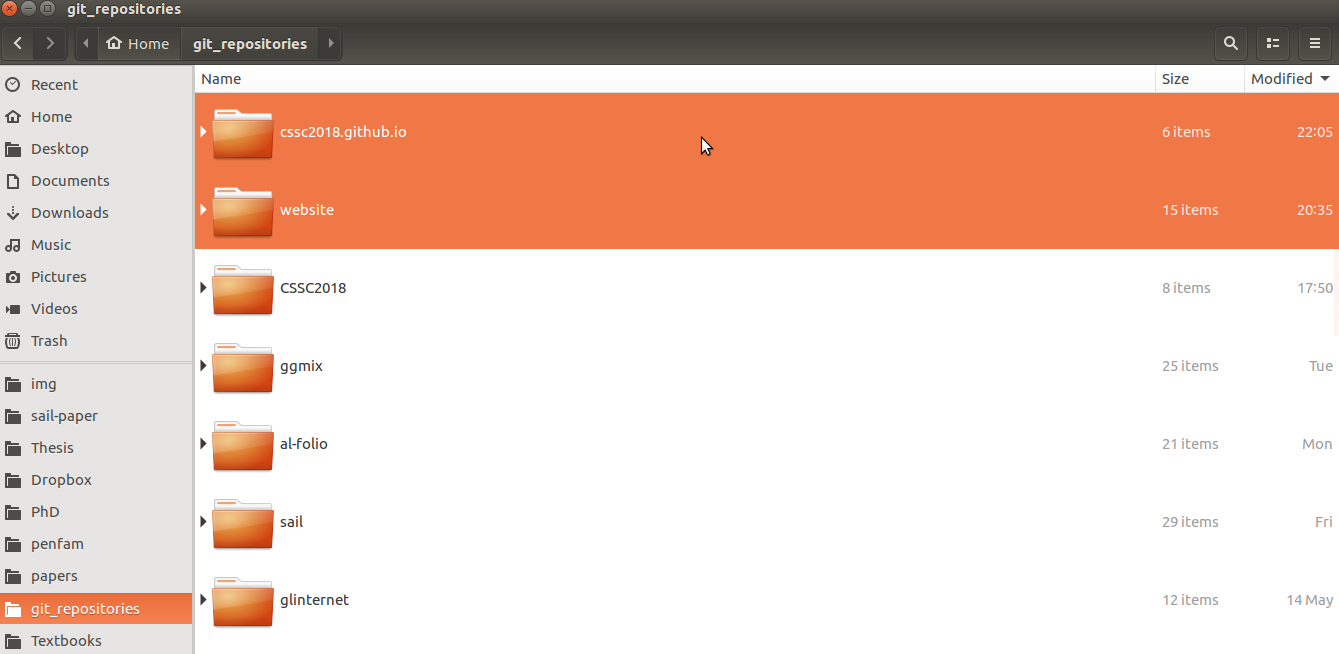 git_repositories
Home git_repositories
Recent
Home
Desktop
Documents
Downloads
Music
Pictures
Videos
Trash
img
sail-paper
Thesis
Dropbox
PhD
penfam
papers
git_repositories
Textbooks
Name Size Modified
cssc2018.github.io 6 items 22:05
website 15 items 20:35
CSSC2018 8 items 17:50
ggmix 25 items Tue
al-folio 21 items Mon
sail 29 items Fri
glinternet 12 items 14 May